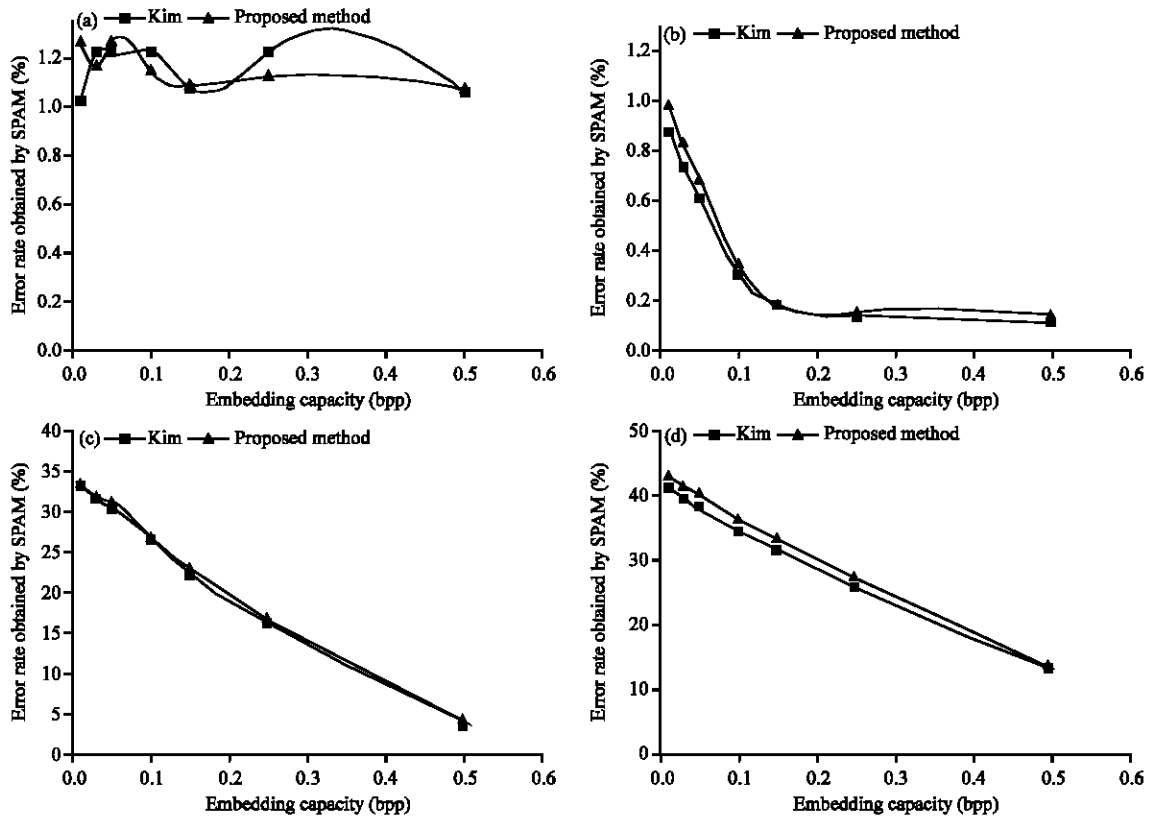 (a) Kim Proposed method
Error rate obtained by SPAM (%)
1.2
1.0
0.8
0.6
0.4
0.2
0.0
0.0 0.1 0.2 0.3 0.4 0.5 0.6
Embedding capacity (bpp)
(b) Kim Proposed method
Error rate obtained by SPAM (%)
1.2
1.0
0.8
0.6
0.4
0.2
0.0
0.0 0.1 0.2 0.3 0.4 0.5 0.6
Embedding capacity (bpp)
(c) Kim Proposed method
Error rate obtained by SPAM (%)
40
35
30
25
20
15
10
5
0
0.0 0.1 0.2 0.3 0.4 0.5 0.6
Embedding capacity (bpp)
(d) Kim Proposed method
Error rate obtained by SPAM (%)
50
40
30
20
10
0
0.0 0.1 0.2 0.3 0.4 0.5 0.6
Embedding capacity (bpp)